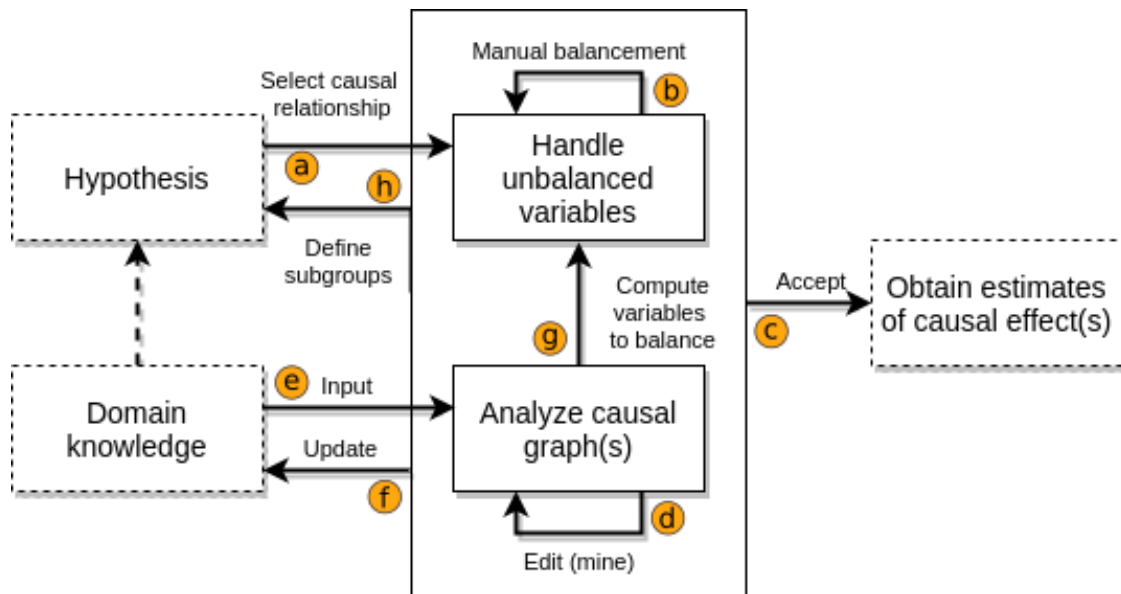 Manual balancement
b
Select causal
relationship
a
Hypothesis
h
Define
subgroups
Handle
unbalanced
variables
Compute
variables
to balance
g
Accept
c
Obtain estimates
of causal effect(s)
e
Input
Domain
knowledge
Update
f
Analyze causal
graph(s)
d
Edit (mine)